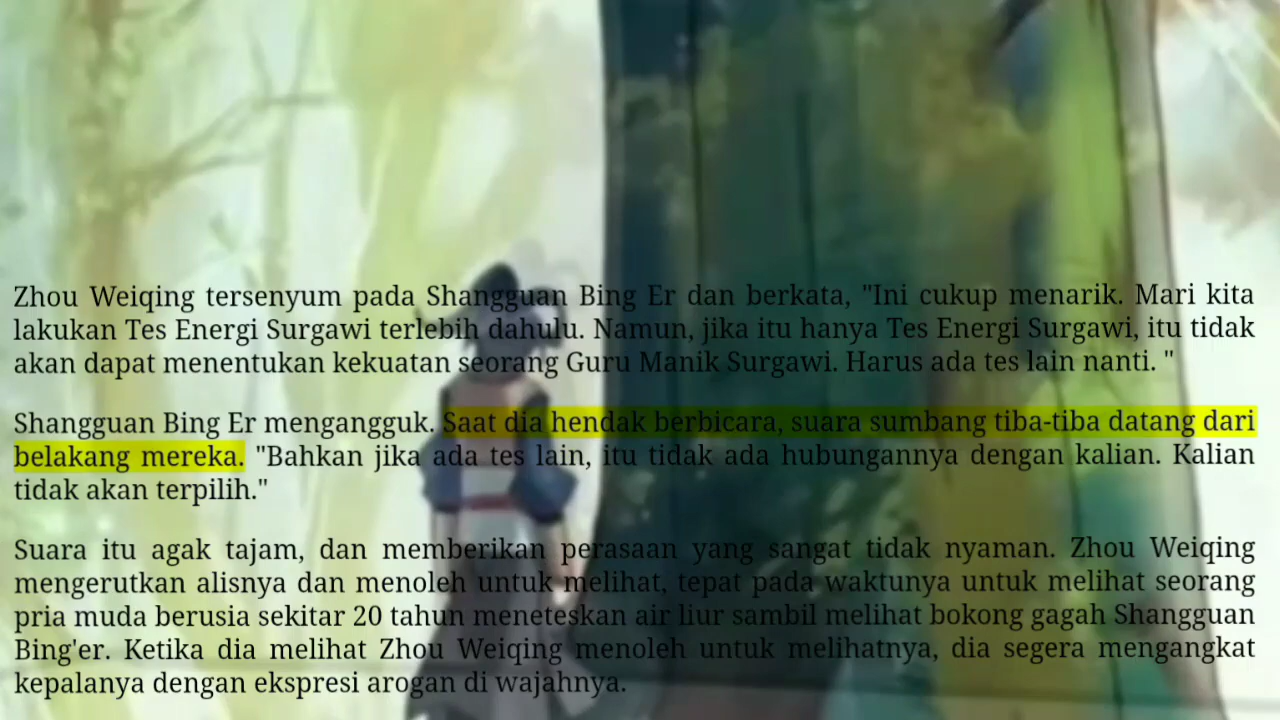 Zhou Weiqing tersenyum pada Shangguan Bing Er dan berkata, "Ini cukup menarik. Mari kita
lakukan Tes Energi Surgawi terlebih dahulu. Namun, jika itu hanya Tes Energi Surgawi, itu tidak
akan dapat menentukan kekuatan seorang Guru Manik Surgawi. Harus ada tes lain nanti. "
Shangguan Bing Er mengangguk. Saat dia hendak berbicara, suara sumbang tiba-tiba datang dari
belakang mereka. "Bahkan jika ada tes lain, itu tidak ada hubungannya dengan kalian. Kalian
tidak akan terpilih."
Suara itu agak tajam, dan memberikan perasaan yang sangat tidak nyaman. Zhou Weiqing
mengerutkan alisnya dan menoleh untuk melihat, tepat pada waktunya untuk melihat seorang
pria muda berusia sekitar 20 tahun meneteskan air liur sambil melihat bokong gagah Shangguan
Bing'er. Ketika dia melihat Zhou Weiqing menoleh untuk melihatnya, dia segera mengangkat
kepalanya dengan ekspresi arogan di wajahnya.